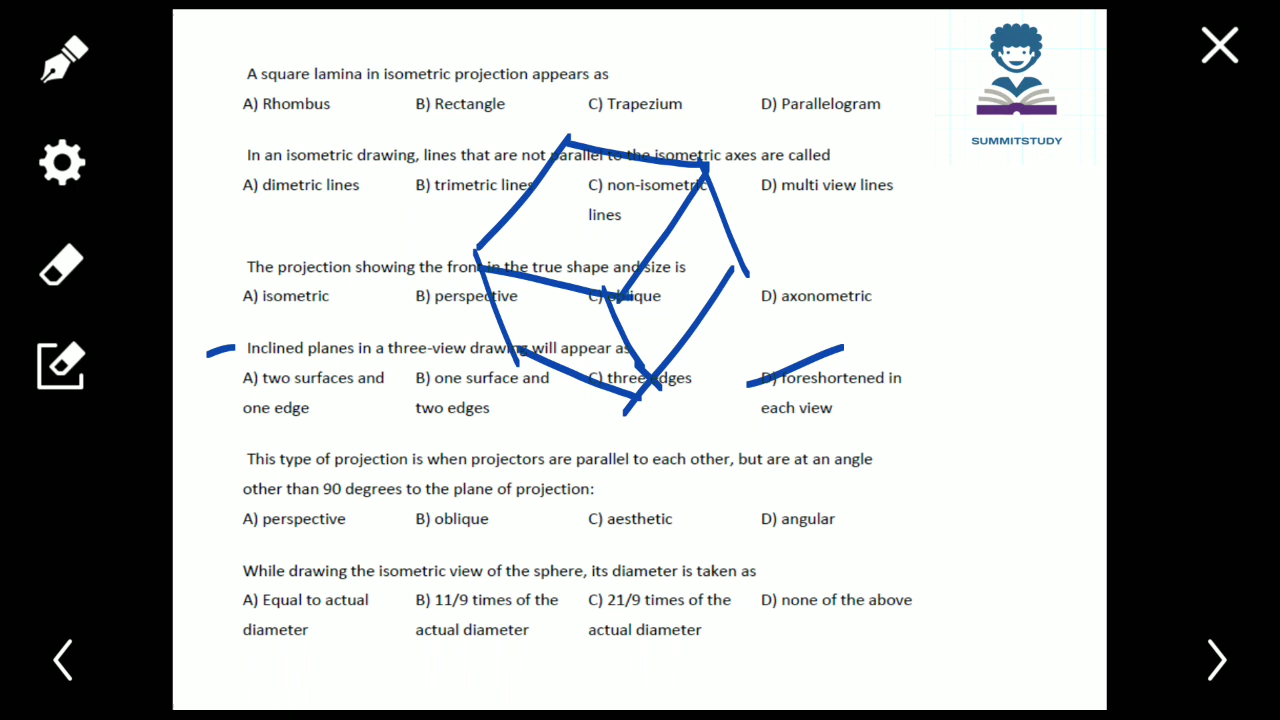 A square lamina in isometric projection appears as
A) Rhombus B) Rectangle C) Trapezium D) Parallelogram
SUMMITSTUDY
In an isometric drawing, lines that are not parallel to the isometric axes are called
A) dimetric lines B) trimetric lines C) non-isometric D) multi view lines
lines
The projection showing the front in the true shape and size is
A) isometric B) perspective C) oblique D) axonometric
Inclined planes in a three-view drawing will appear as
A) two surfaces and B) one surface and C) three edges D) foreshortened in
one edge two edges each view
This type of projection is when projectors are parallel to each other, but are at an angle
other than 90 degrees to the plane of projection:
A) perspective B) oblique C) aesthetic D) angular
While drawing the isometric view of the sphere, its diameter is taken as
A) Equal to actual B) 11/9 times of the C) 21/9 times of the D) none of the above
diameter actual diameter actual diameter